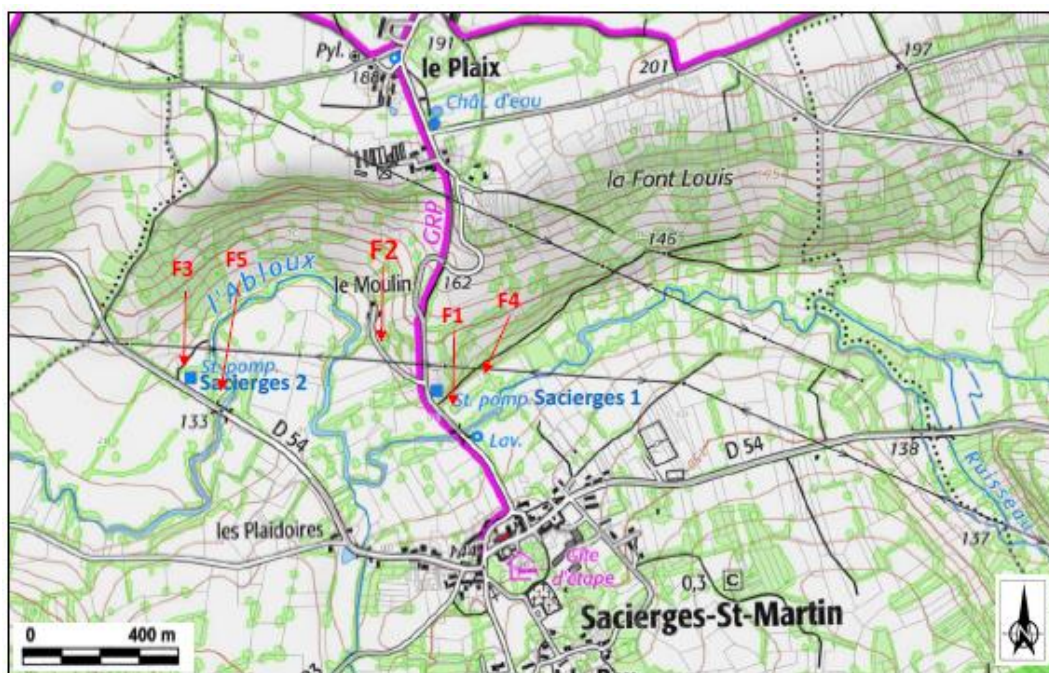 191
Pyl.
le Plaix
188
201
197
Chât. d'eau
la Font Louis
GRP
146
F3
F5
l'Abloux
F2
le Moulin
162
F1
F4
St. pomp.
Sacierges 2
St. pomp. Sacierges 1
133
D 54
Lav.
D 54
138
Ruisseau
les Plaidoires
137
144
Gîte
d'étape
0,3 C
Sacierges-St-Martin
0 400 m